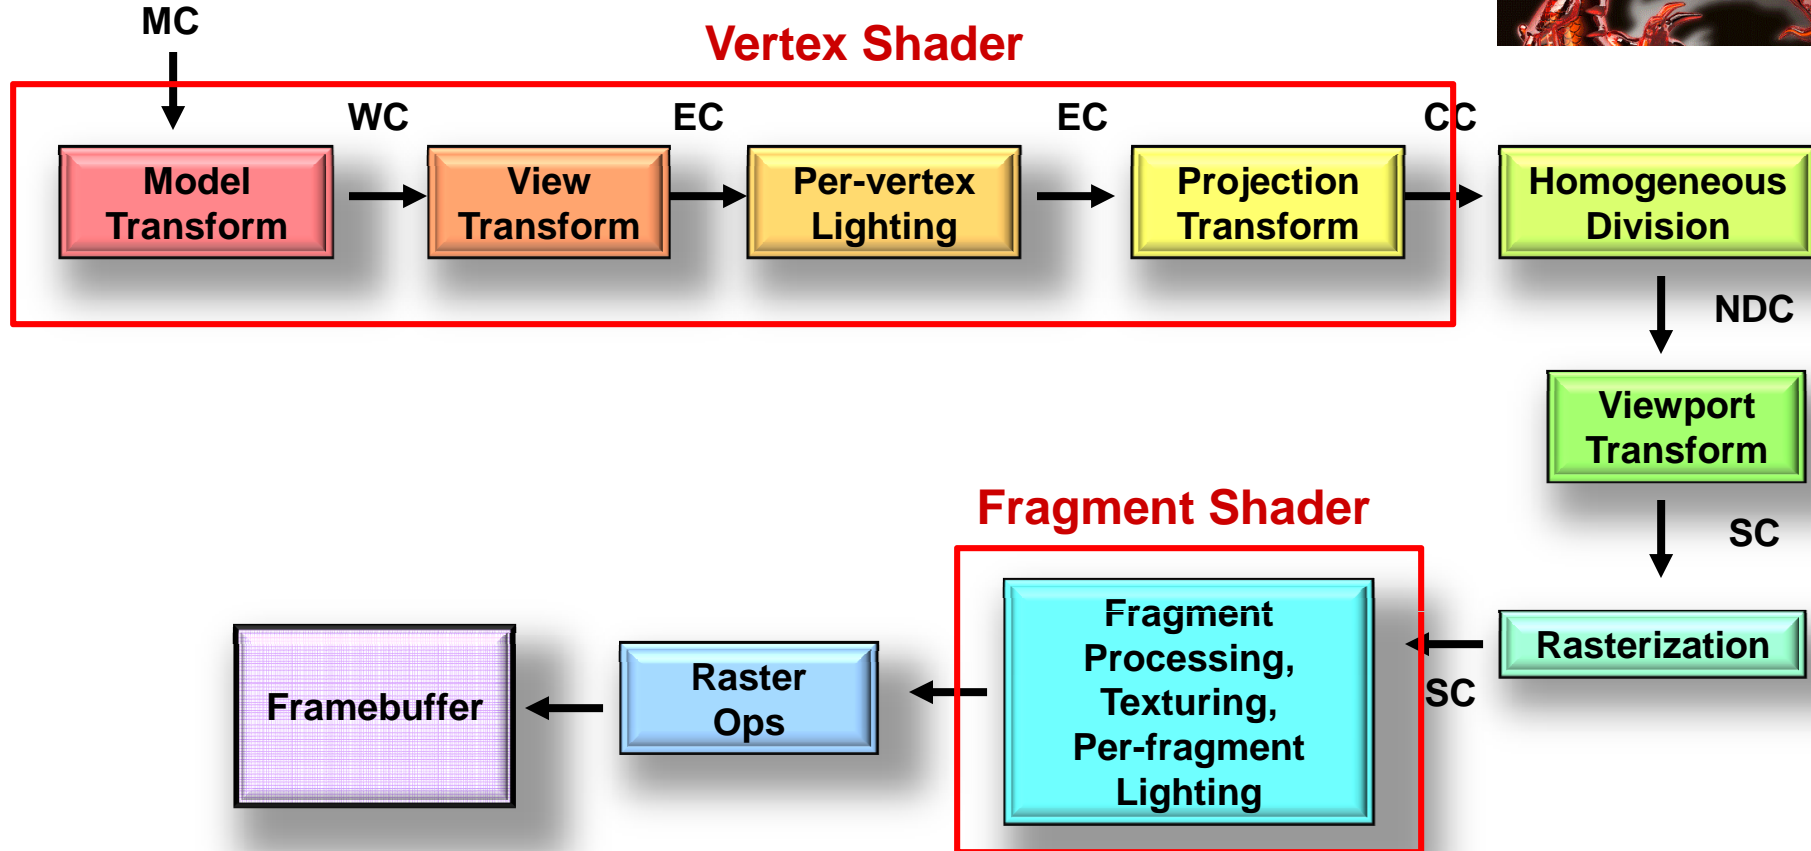 MC
Vertex Shader
WC
EC
EC
CC
Model
Transform
View
Transform
Per-vertex
Lighting
Projection
Transform
Homogeneous
Division
NDC
Viewport
Transform
SC
Rasterization
SC
Fragment Shader
Fragment
Processing,
Texturing,
Per-fragment
Lighting
Raster
Ops
Framebuffer